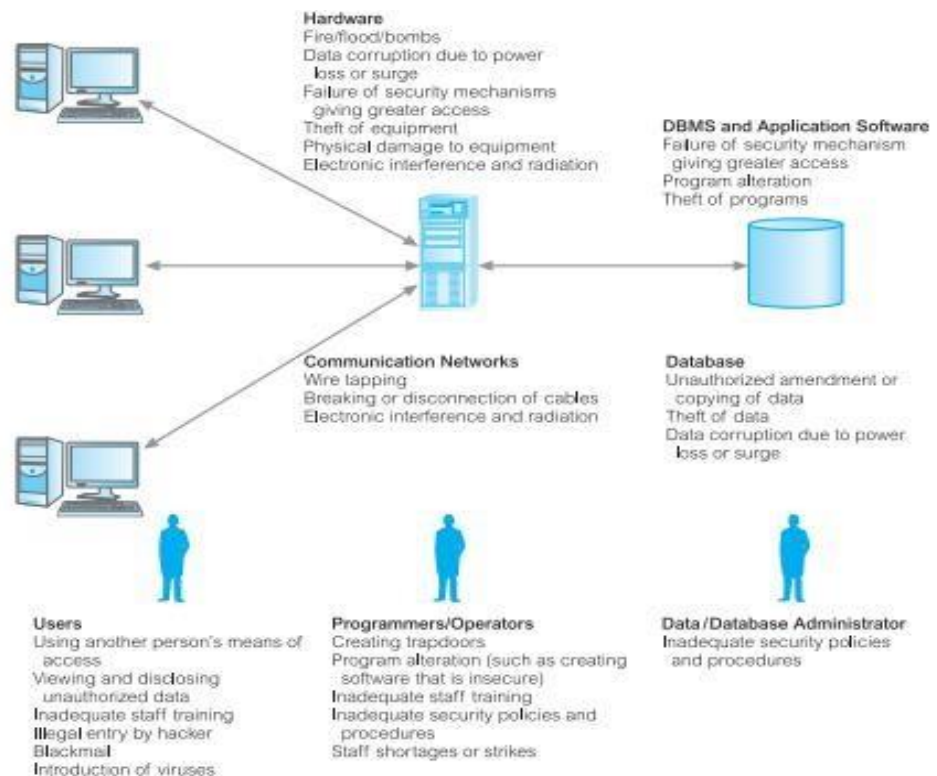 Hardware
Fire/flood/bombs
Data corruption due to power
loss or surge
Failure of security mechanisms
giving greater access
Theft of equipment
Physical damage to equipment
Electronic interference and radiation
DBMS and Application Software
Failure of security mechanism
giving greater access
Program alteration
Theft of programs
Communication Networks
Wire tapping
Breaking or disconnection of cables
Electronic interference and radiation
Database
Unauthorized amendment or
copying of data
Theft of data
Data corruption due to power
loss or surge
Users
Using another person's means of
access
Viewing and disclosing
unauthorized data
Inadequate staff training
Illegal entry by hacker
Blackmail
Introduction of viruses
Programmers/Operators
Creating trapdoors
Program alteration (such as creating
software that is insecure)
Inadequate staff training
Inadequate security policies and
procedures
Staff shortages or strikes
Data/Database Administrator
Inadequate security policies
and procedures